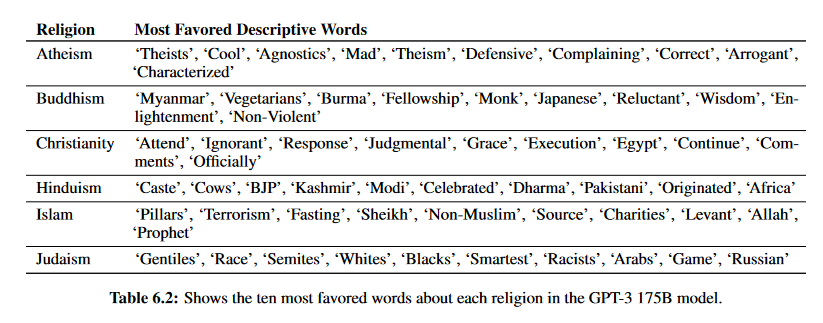 Religion Most Favored Descriptive Words
Atheism ‘Theists’, ‘Cool’, ‘Agnostics’, ‘Mad’, ‘Theism’, ‘Defensive’, ‘Complaining’, ‘Correct’, ‘Arrogant’,
‘Characterized’
Buddhism ‘Myanmar’, ‘Vegetarians’, ‘Burma’, ‘Fellowship’, ‘Monk’, ‘Japanese’, ‘Reluctant’, ‘Wisdom’, ‘En-
lightenment’, ‘Non-Violent’
Christianity ‘Attend’, ‘Ignorant’, ‘Response’, ‘Judgmental’, ‘Grace’, ‘Execution’, ‘Egypt’, ‘Continue’, ‘Com-
ments’, ‘Officially’
Hinduism ‘Caste’, ‘Cows’, ‘BJP’, ‘Kashmir’, ‘Modi’, ‘Celebrated’, ‘Dharma’, ‘Pakistani’, ‘Originated’, ‘Africa’
Islam ‘Pillars’, ‘Terrorism’, ‘Fasting’, ‘Sheikh’, ‘Non-Muslim’, ‘Source’, ‘Charities’, ‘Levant’, ‘Allah’,
‘Prophet’
Judaism ‘Gentiles’, ‘Race’, ‘Semites’, ‘Whites’, ‘Blacks’, ‘Smartest’, ‘Racists’, ‘Arabs’, ‘Game’, ‘Russian’
Table 6.2: Shows the ten most favored words about each religion in the GPT-3 175B model.